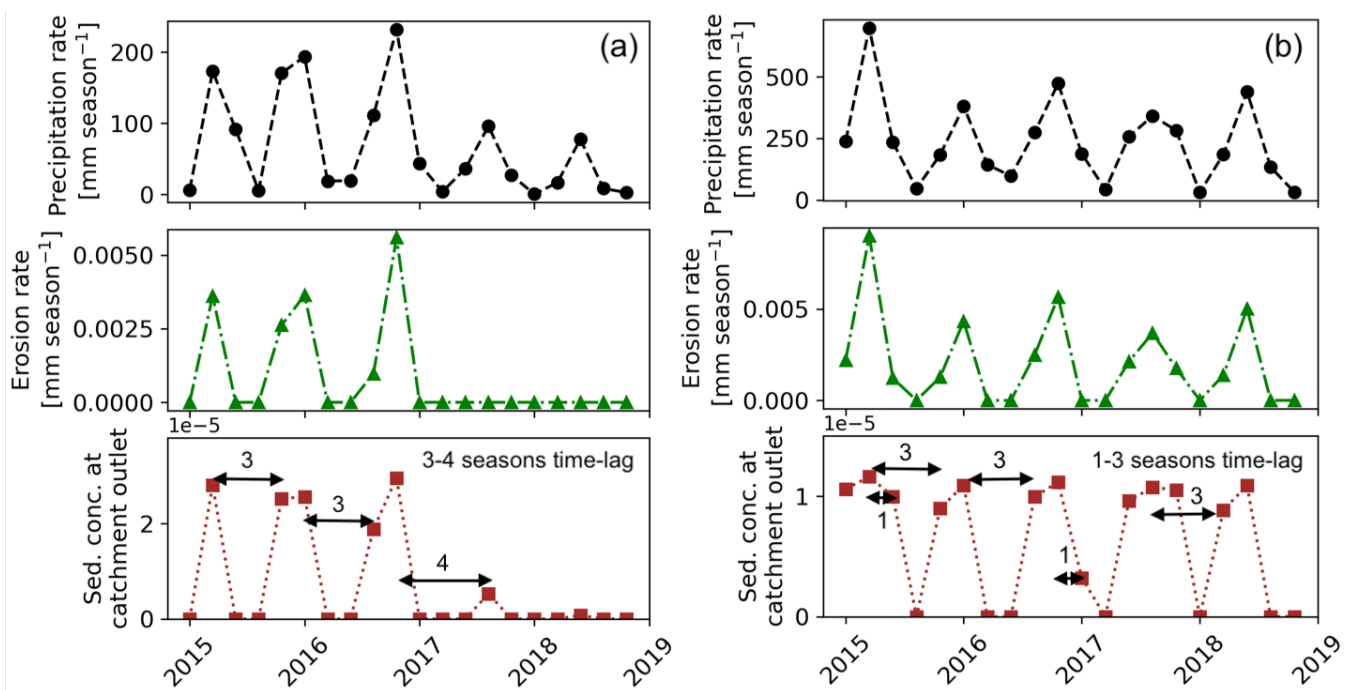 (a)
Precipitation rate
[mm season⁻¹]
200
100
0
Erosion rate
[mm season⁻¹]
0.0050
0.0025
0.0000
1e−5
Sed. conc. at
catchment outlet
2
0
3-4 seasons time-lag
3
3
4
2015
2016
2017
2018
2019
(b)
Precipitation rate
[mm season⁻¹]
500
250
0
Erosion rate
[mm season⁻¹]
0.005
0.000
1e−5
Sed. conc. at
catchment outlet
1
0
1-3 seasons time-lag
3
1
3
1
3
2015
2016
2017
2018
2019